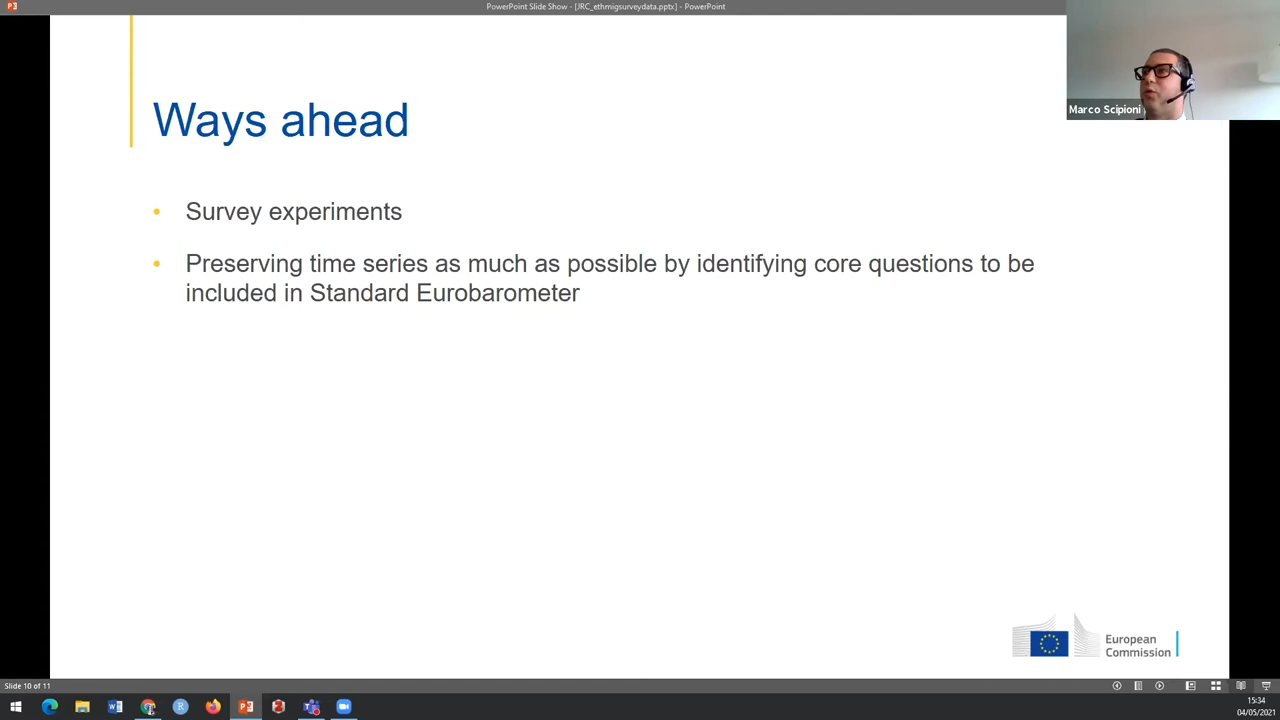 PowerPoint Slide Show - [JRC_ethmigsurveydata.pptx] - PowerPoint
Marco Scipioni
Ways ahead
• Survey experiments
• Preserving time series as much as possible by identifying core questions to be
included in Standard Eurobarometer
European
Commission
Slide 10 of 11
15:34
04/05/2021